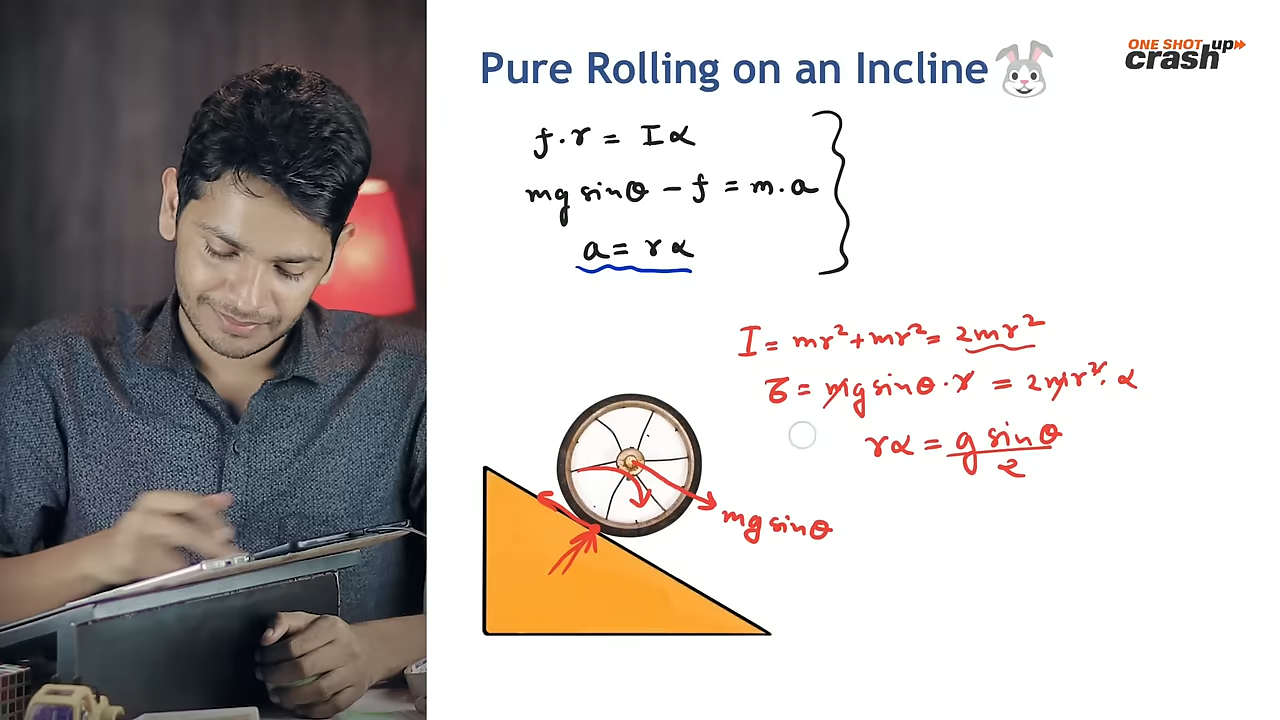 Pure Rolling on an Incline
ONE SHOT up
crash
f.r = Iα
mg sinθ - f = m.a
a = rα
I = mr² + mr² = 2mr²
τ = mg sinθ . r = 2mr². α
rα = g sinθ / 2
mg sinθ